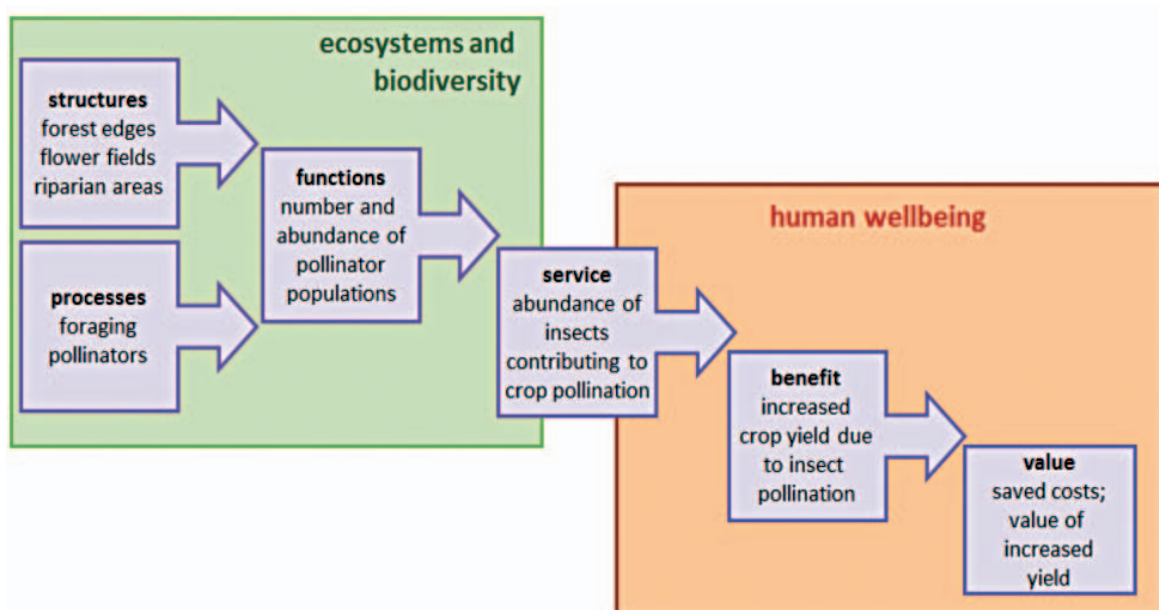 ecosystems and
biodiversity
structures
forest edges
flower fields
riparian areas
processes
foraging
pollinators
functions
number and
abundance of
pollinator
populations
human wellbeing
service
abundance of
insects
contributing to
crop pollination
benefit
increased
crop yield due
to insect
pollination
value
saved costs;
value of
increased
yield